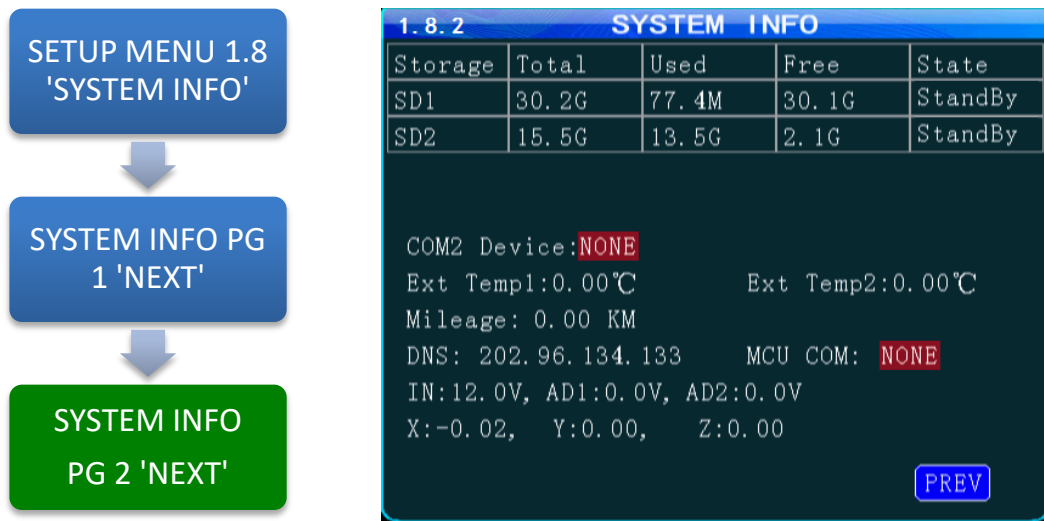 SETUP MENU 1.8
'SYSTEM INFO'
SYSTEM INFO PG
1 'NEXT'
SYSTEM INFO
PG 2 'NEXT'
1.8.2 SYSTEM INFO
Storage Total Used Free State
SD1 30.2G 77.4M 30.1G StandBy
SD2 15.5G 13.5G 2.1G StandBy
COM2 Device:NONE
Ext Temp1:0.00℃ Ext Temp2:0.00℃
Mileage: 0.00 KM
DNS: 202.96.134.133 MCU COM: NONE
IN:12.0V, AD1:0.0V, AD2:0.0V
X:-0.02, Y:0.00, Z:0.00
PREV